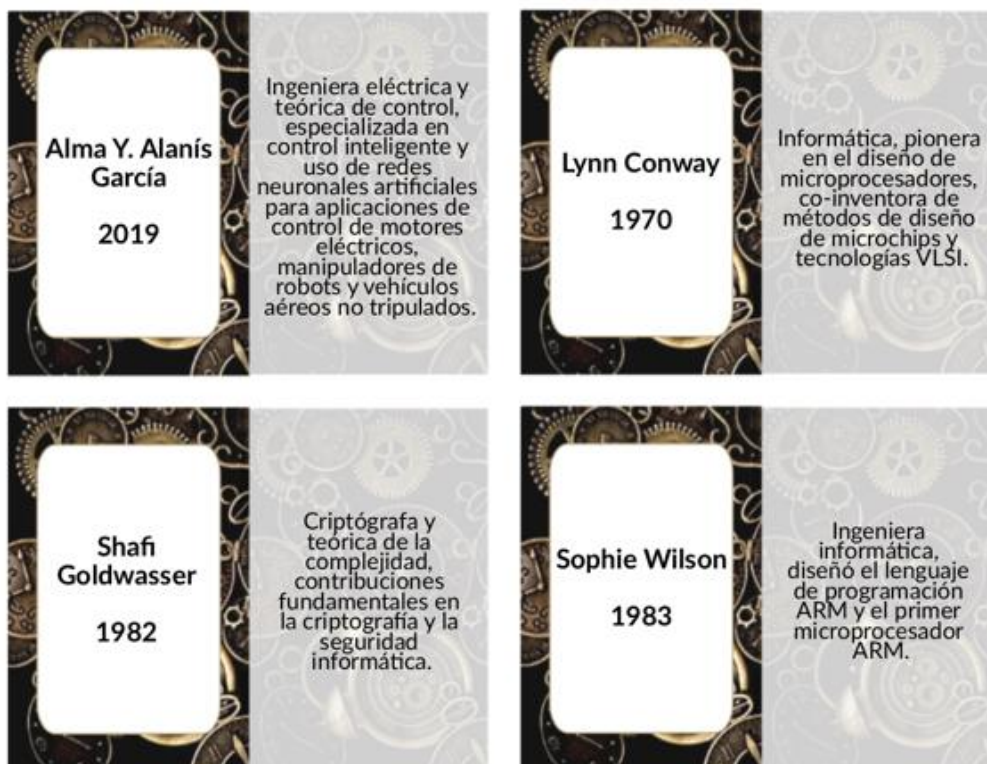 Alma Y. Alanís
García
2019
Ingeniera eléctrica y
teórica de control,
especializada en
control inteligente y
uso de redes
neuronales artificiales
para aplicaciones de
control de motores
eléctricos,
manipuladores de
robots y vehículos
aéreos no tripulados.
Lynn Conway
1970
Informática, pionera
en el diseño de
microprocesadores,
co-inventora de
métodos de diseño
de microchips y
tecnologías VLSI.
Shafi
Goldwasser
1982
Criptógrafa y
teórica de la
complejidad,
contribuciones
fundamentales en
la criptografía y la
seguridad
informática.
Sophie Wilson
1983
Ingeniera
informática,
diseñó el lenguaje
de programación
ARM y el primer
microprocesador
ARM.